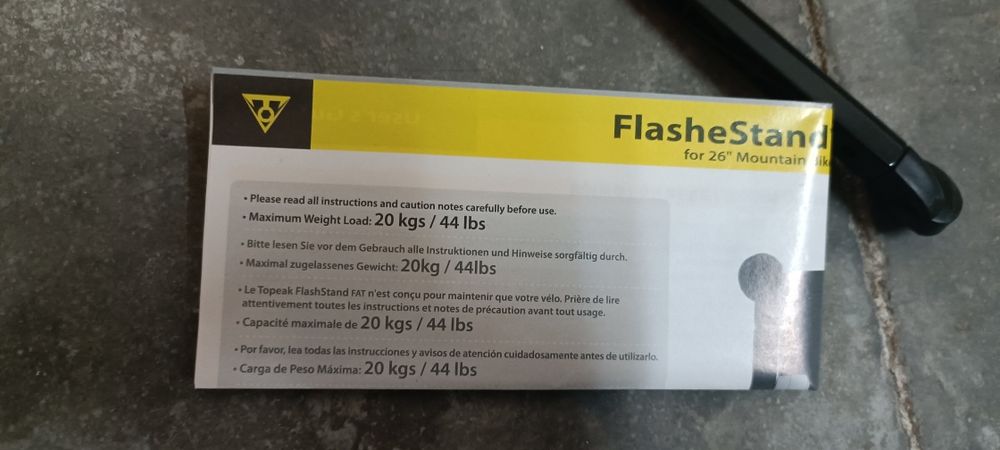 User's Gu
FlasheStand
for 26" Mountain Bike
• Please read all instructions and caution notes carefully before use.
• Maximum Weight Load: 20 kgs / 44 lbs
• Bitte lesen Sie vor dem Gebrauch alle Instruktionen und Hinweise sorgfältig durch.
• Maximal zugelassenes Gewicht: 20kg / 44lbs
• Le Topeak FlashStand FAT n'est conçu pour maintenir que votre vélo. Prière de lire
attentivement toutes les instructions et notes de précaution avant tout usage.
• Capacité maximale de 20 kgs / 44 lbs
• Por favor, lea todas las instrucciones y avisos de atención cuidadosamente antes de utilizarlo.
• Carga de Peso Máxima: 20 kgs / 44 lbs